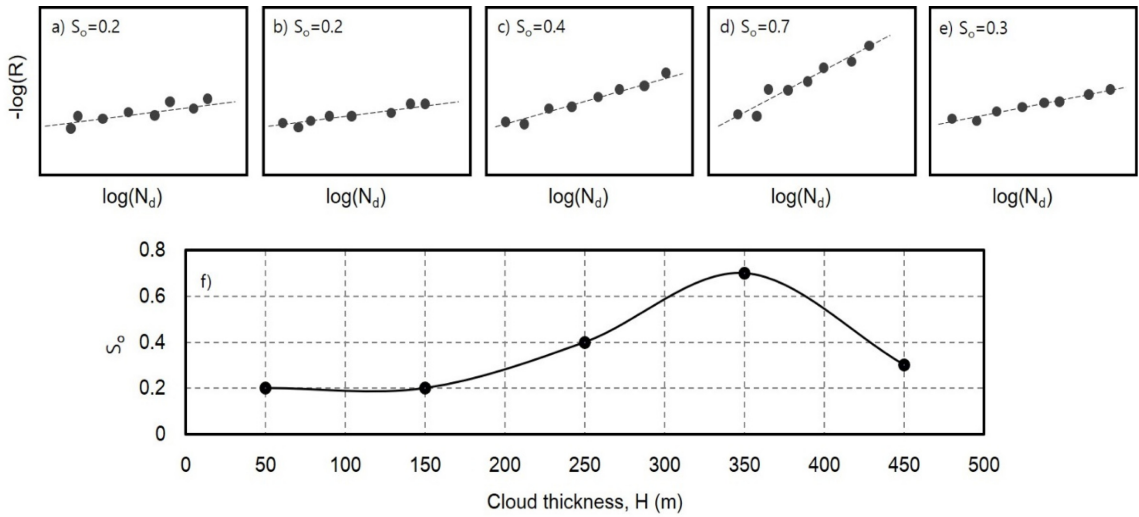 a) So=0.2
b) So=0.2
c) So=0.4
d) So=0.7
e) So=0.3
-log(R)
log(Nd)
log(Nd)
log(Nd)
log(Nd)
log(Nd)
f)
So
0.8
0.6
0.4
0.2
0
0 50 100 150 200 250 300 350 400 450 500
Cloud thickness, H (m)